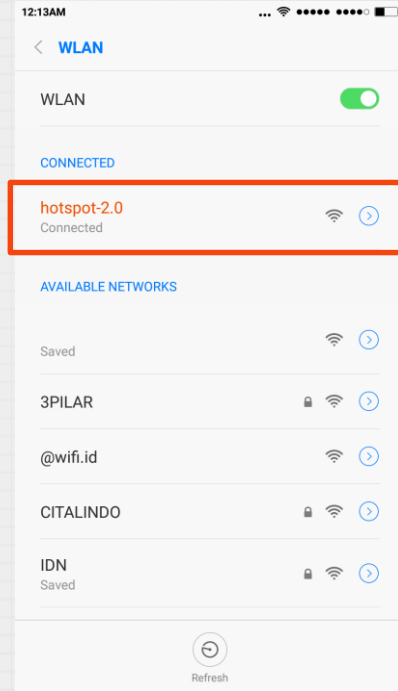 12:13AM
...
WLAN
WLAN
CONNECTED
hotspot-2.0
Connected
AVAILABLE NETWORKS
Saved
3PILAR
@wifi.id
CITALINDO
IDN
Saved
Refresh